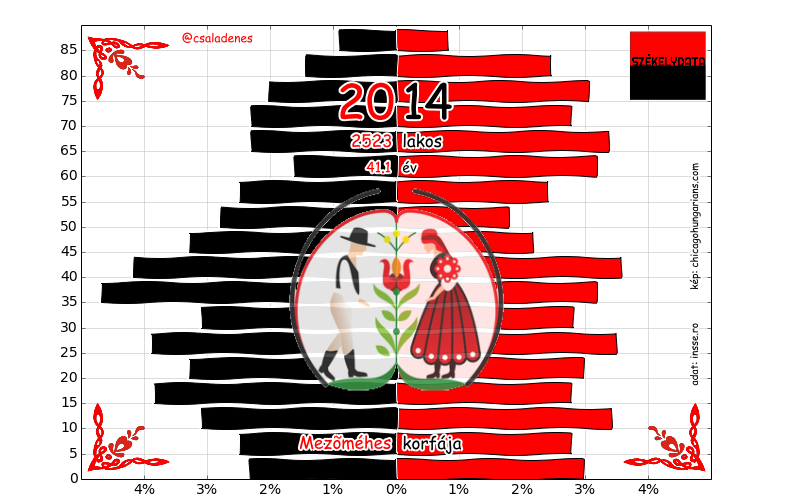 @csaladenes
SZÉKELYDATA
2014
2523 lakos
41.1 év
kép: chicagohungarians.com
adat: insse.ro
Mezőméhes korfája
85
80
75
70
65
60
55
50
45
40
35
30
25
20
15
10
5
0
4% 3% 2% 1% 0% 1% 2% 3% 4%